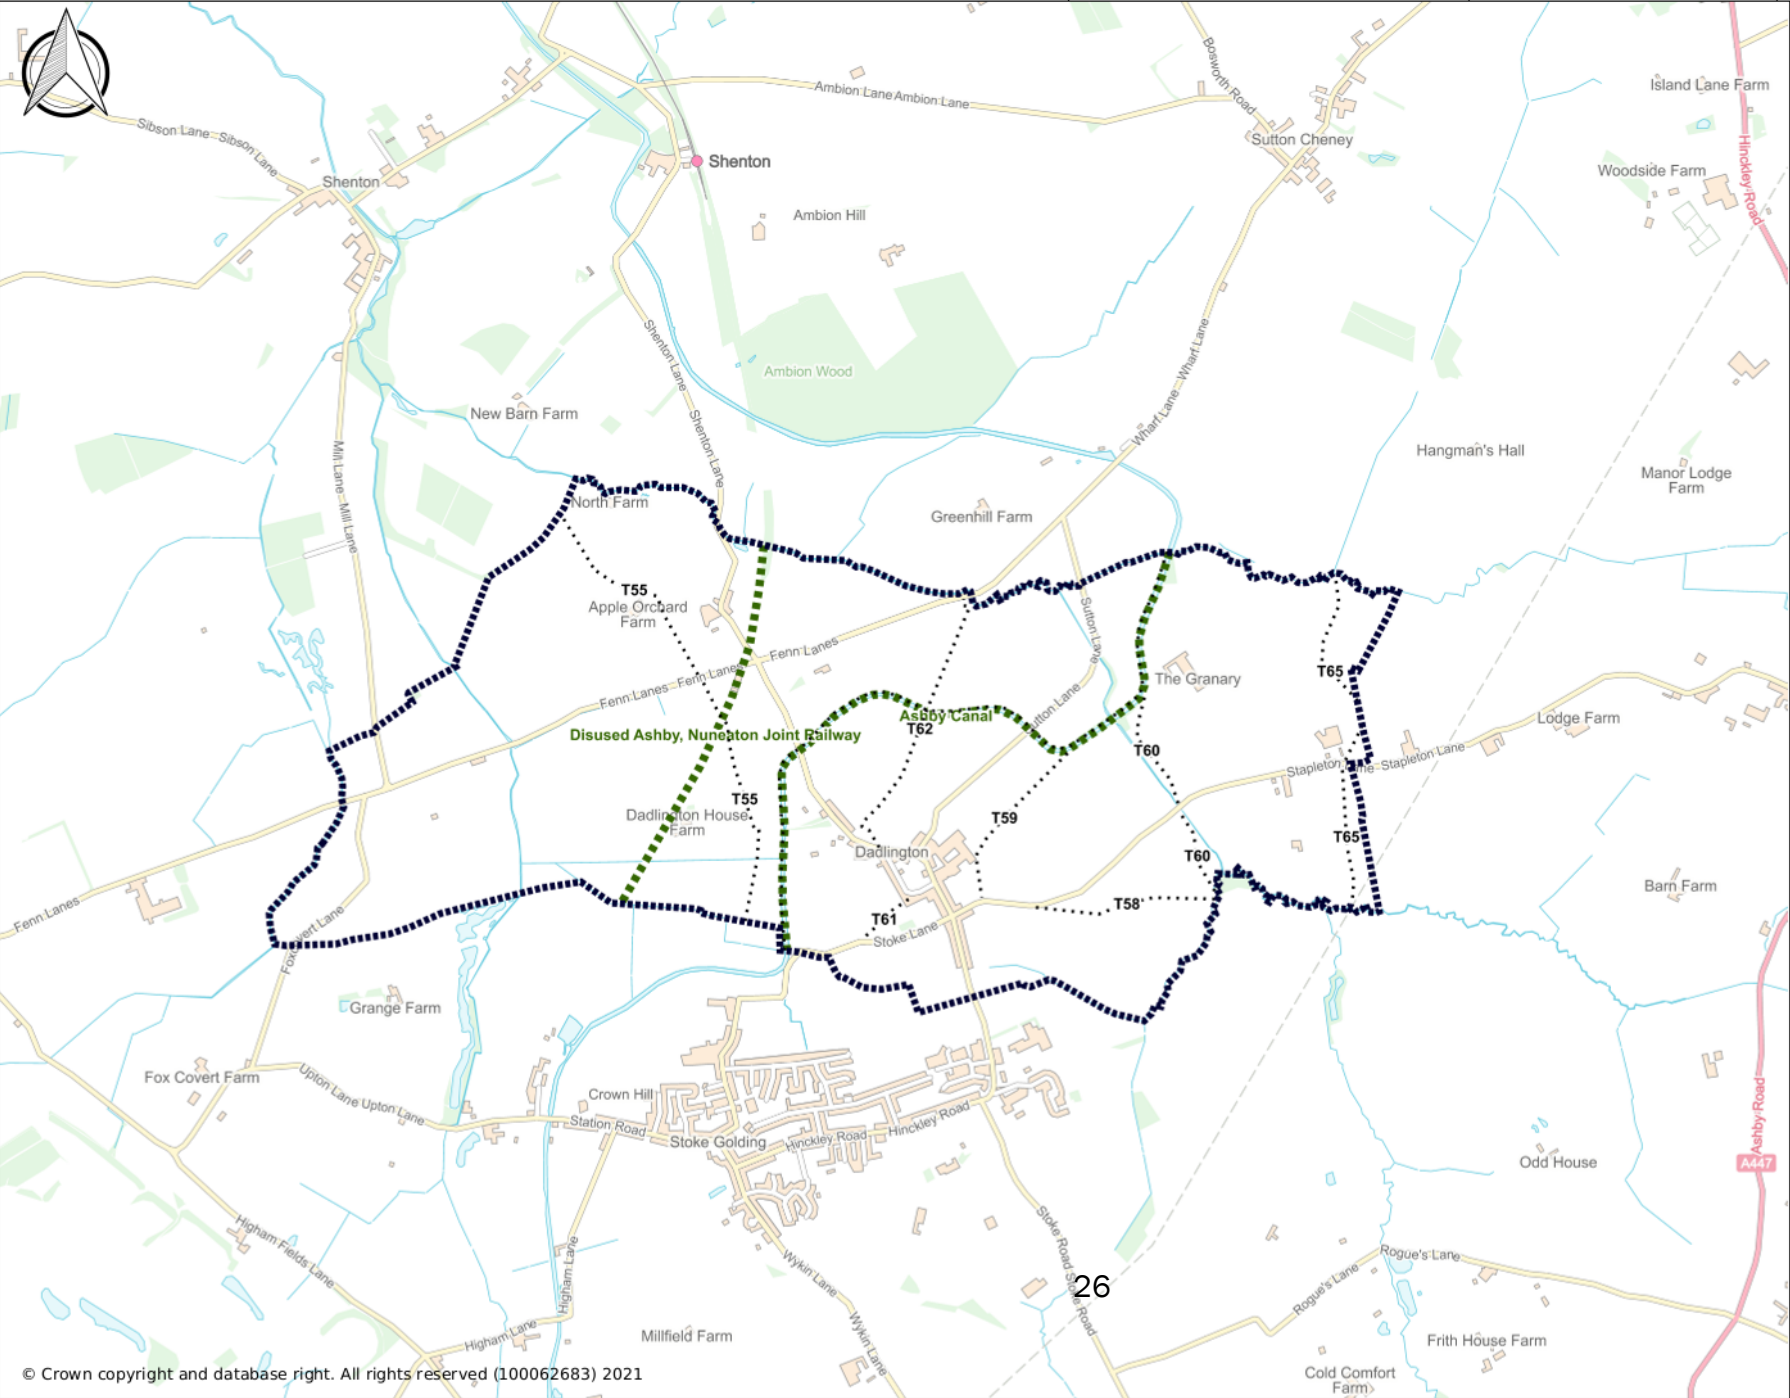 Bosworth Road
Island Lane Farm
Ambion Lane Ambion Lane
Sibson Lane Sibson Lane
Sutton Cheney
Hinckley Road
Shenton
Woodside Farm
Shenton
Ambion Hill
Shenton Lane
Wharf Lane
Ambion Wood
Wharf Lane
New Barn Farm
Shenton Lane
Mill Lane
Mill Lane
Hangman's Hall
Manor Lodge
Farm
North Farm
Greenhill Farm
T55
Apple Orchard
Farm
Sutton Lane
Fenn Lanes
Fenn Lanes Fenn Lanes
The Granary
T65
Sutton Lane
Ashby Canal
T62
Lodge Farm
Disused Ashby, Nuneaton Joint Railway
T60
Stapleton Lane Stapleton Lane
T55
Dadlington House
Farm
T59
T65
Dadlington
T60
Barn Farm
Fenn Lanes
T58
T61
Stoke Lane
Foxcovert Lane
Grange Farm
Fox Covert Farm
Upton Lane Upton Lane
Crown Hill
Station Road
Stoke Golding
Hinckley Road
Hinckley Road
Ashby Road
A447
Odd House
Higham Fields Lane
Higham Lane
Stoke Road Stoke Road
Wykin Lane
Rogue's Lane
Rogue's Lane
26
Higham Lane
Millfield Farm
Wykin Lane
Frith House Farm
Cold Comfort
Farm
© Crown copyright and database right. All rights reserved (100062683) 2021